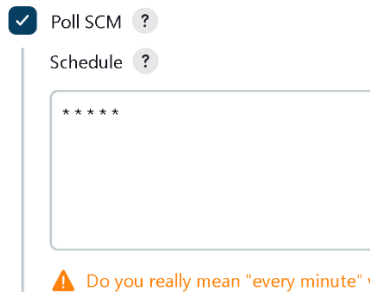 Poll SCM ?
Schedule ?
* * * * *
Do you really mean "every minute"